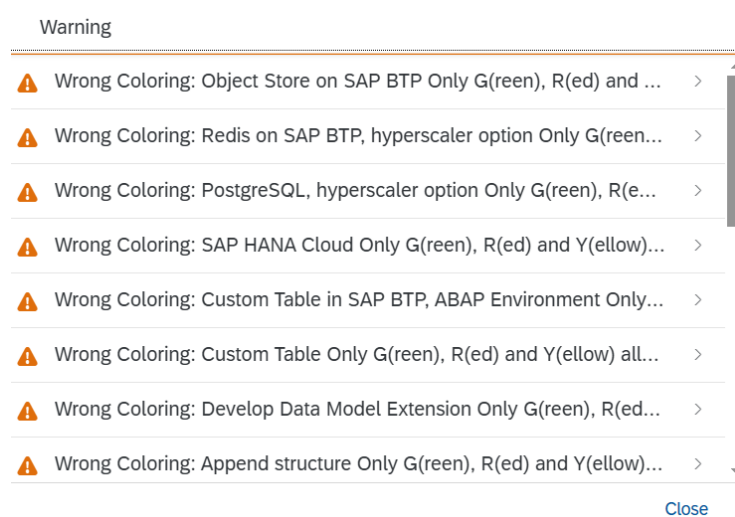 Warning
Wrong Coloring: Object Store on SAP BTP Only G(reen), R(ed) and ...
Wrong Coloring: Redis on SAP BTP, hyperscaler option Only G(reen...
Wrong Coloring: PostgreSQL, hyperscaler option Only G(reen), R(e...
Wrong Coloring: SAP HANA Cloud Only G(reen), R(ed) and Y(ellow)...
Wrong Coloring: Custom Table in SAP BTP, ABAP Environment Only...
Wrong Coloring: Custom Table Only G(reen), R(ed) and Y(ellow) all...
Wrong Coloring: Develop Data Model Extension Only G(reen), R(ed...
Wrong Coloring: Append structure Only G(reen), R(ed) and Y(ellow)...
Close